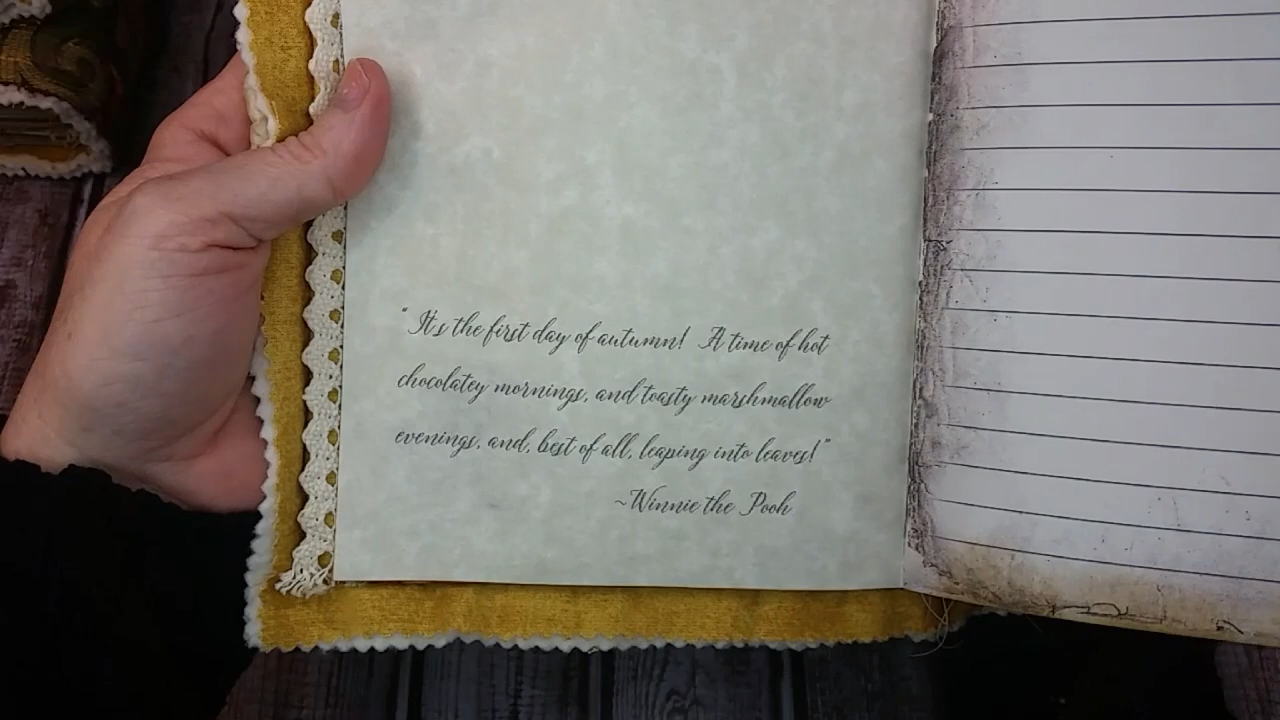 "It's the first day of autumn! A time of hot
chocolatey mornings, and toasty marshmallow
evenings, and, best of all, leaping into leaves!"
~Winnie the Pooh